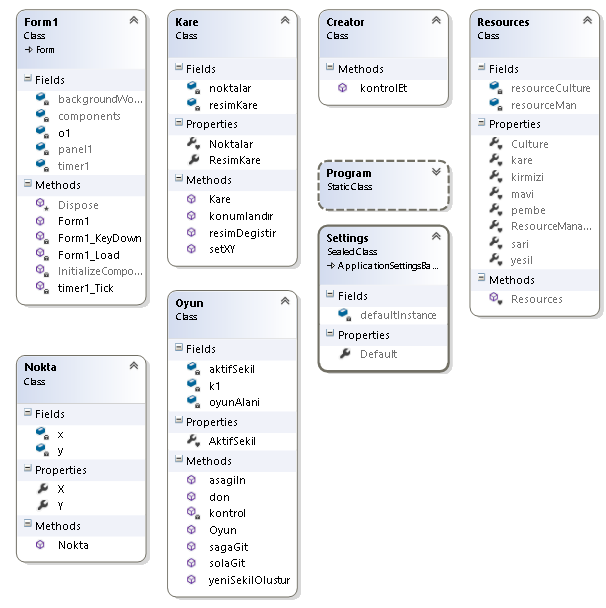 Form1
Class
Form
Fields
backgroundWo...
components
o1
panel1
timer1
Methods
Dispose
Form1
Form1_KeyDown
Form1_Load
InitializeCompo...
timer1_Tick
Nokta
Class
Fields
x
y
Properties
X
Y
Methods
Nokta
Kare
Class
Fields
noktalar
resimKare
Properties
Noktalar
ResimKare
Methods
Kare
konumlandır
resimDegistir
setXY
Oyun
Class
Fields
aktifSekil
k1
oyunAlani
Properties
AktifSekil
Methods
asagiIn
don
kontrol
Oyun
sagaGit
solaGit
yeniSekilOlustur
Creator
Class
Methods
kontrolEt
Program
Static Class
Settings
Sealed Class
ApplicationSettingsBa...
Fields
defaultInstance
Properties
Default
Resources
Class
Fields
resourceCulture
resourceMan
Properties
Culture
kare
kirmizi
mavi
pembe
ResourceMana...
sari
yesil
Methods
Resources